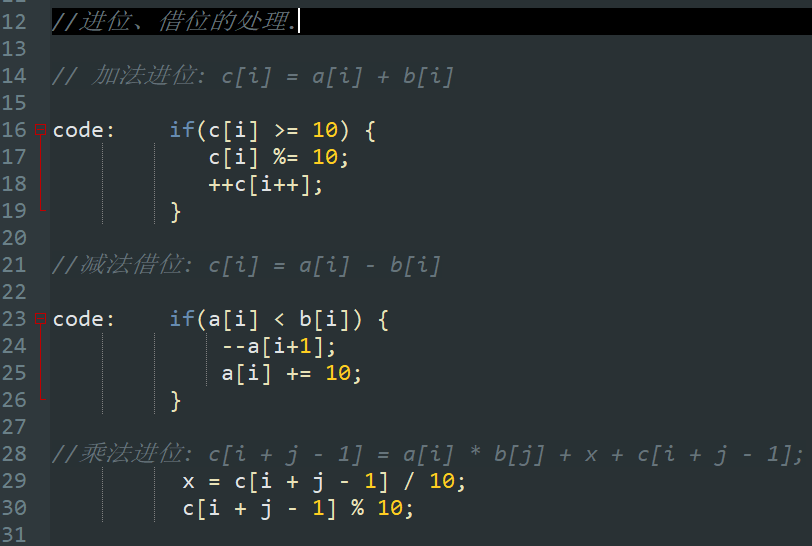 12 //进位、借位的处理.
13
14 // 加法进位: c[i] = a[i] + b[i]
15
16 code:    if(c[i] >= 10) {
17            c[i] %= 10;
18            ++c[i++];
19         }
20
21 //减法借位: c[i] = a[i] - b[i]
22
23 code:    if(a[i] < b[i]) {
24             --a[i+1];
25             a[i] += 10;
26         }
27
28 //乘法进位: c[i + j - 1] = a[i] * b[j] + x + c[i + j - 1];
29          x = c[i + j - 1] / 10;
30          c[i + j - 1] % 10;
31